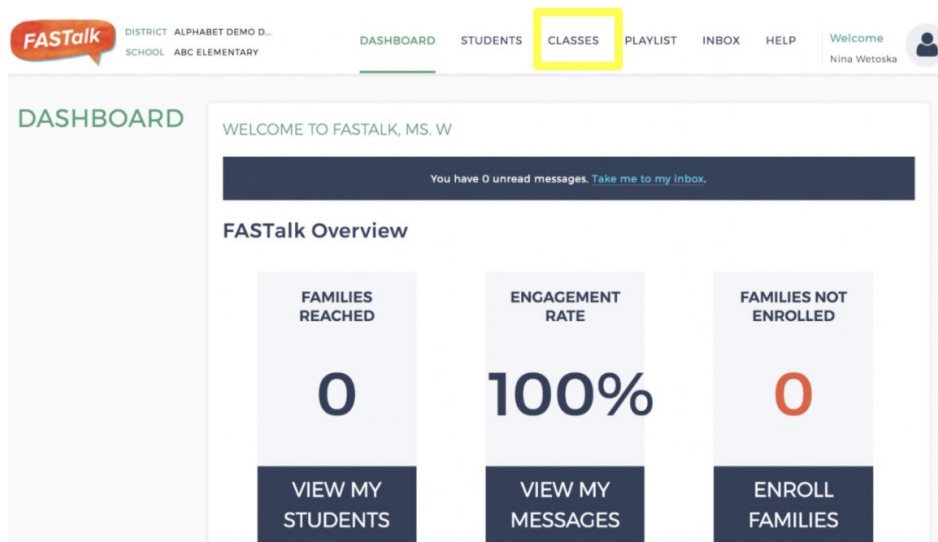 FASTalk
DISTRICT ALPHABET DEMO D...
SCHOOL ABC ELEMENTARY
DASHBOARD STUDENTS CLASSES PLAYLIST INBOX HELP
Welcome
Nina Wetoska
DASHBOARD
WELCOME TO FASTALK, MS. W
You have 0 unread messages. Take me to my inbox.
FASTalk Overview
FAMILIES
REACHED
0
VIEW MY
STUDENTS
ENGAGEMENT
RATE
100%
VIEW MY
MESSAGES
FAMILIES NOT
ENROLLED
0
ENROLL
FAMILIES